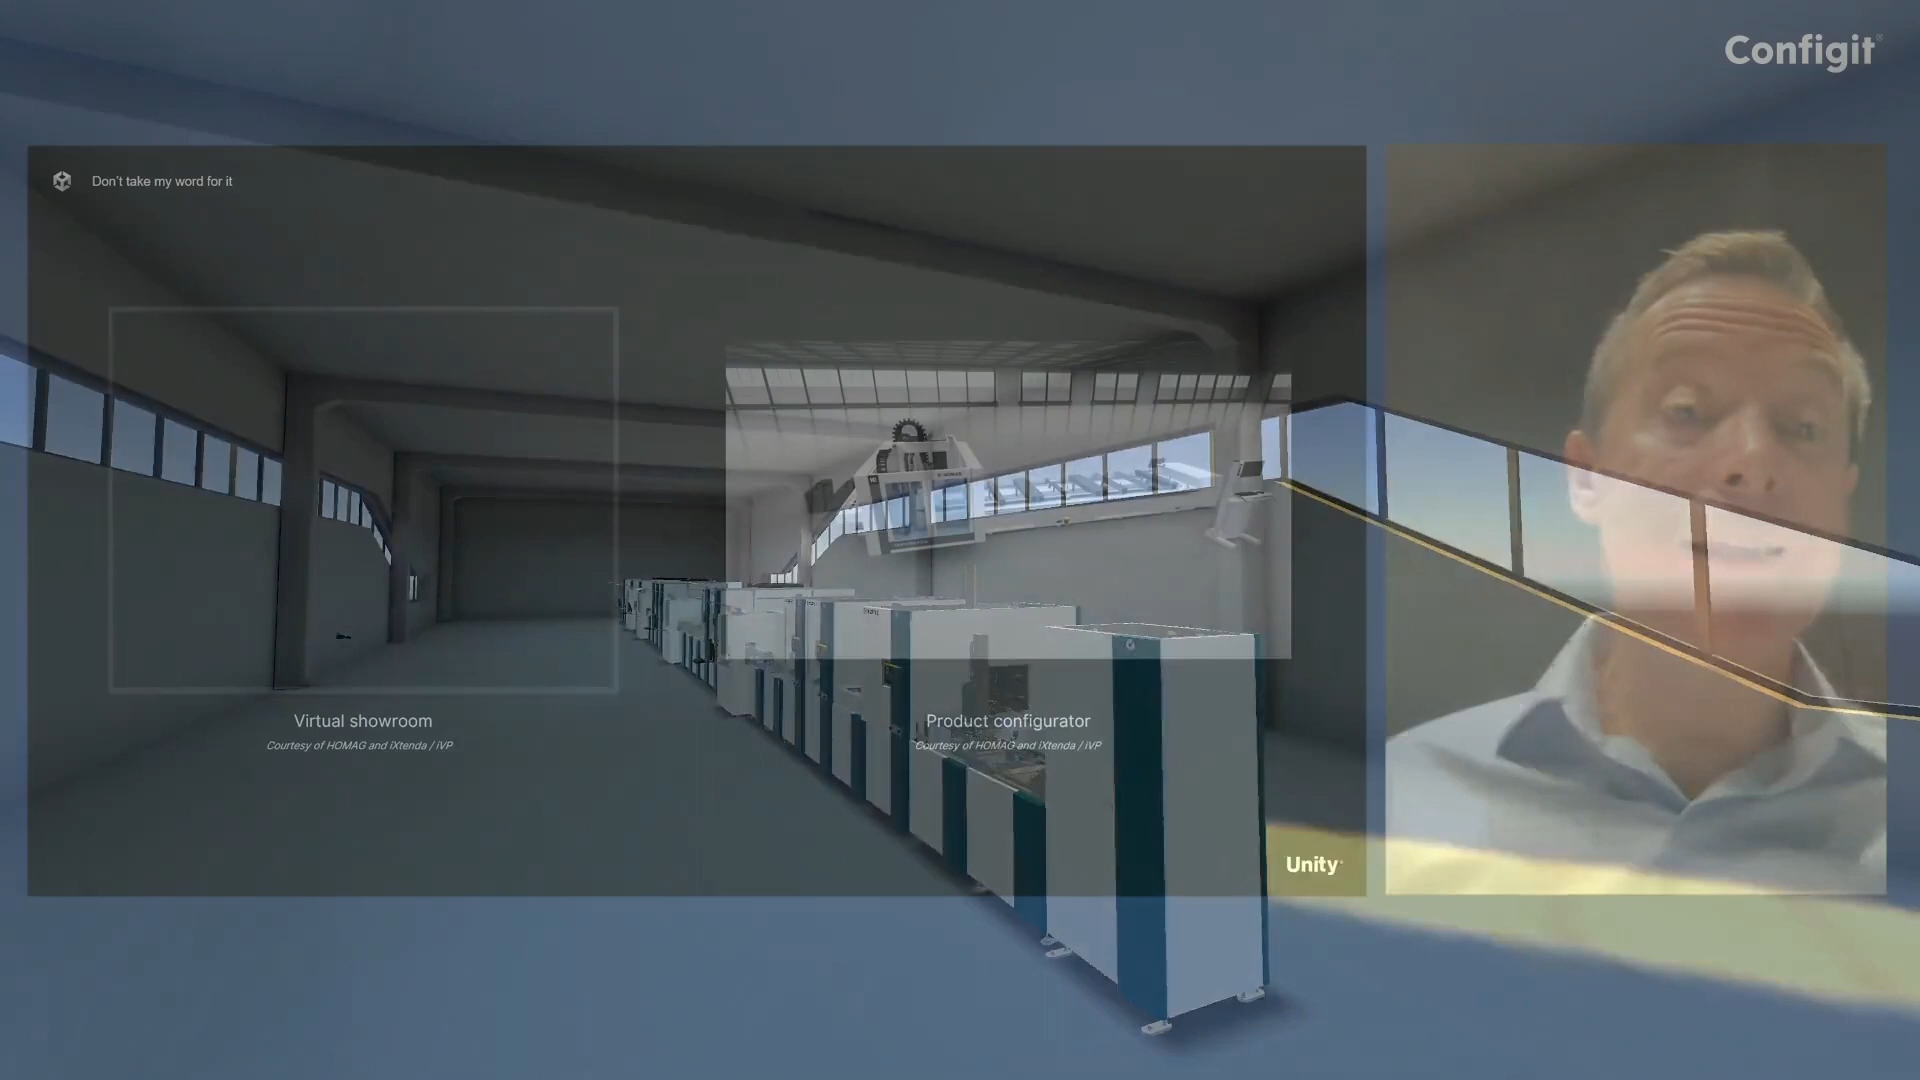 Configit
Don't take my word for it
Virtual showroom
Courtesy of HOMAG and iXtenda / iVP
Product configurator
Courtesy of HOMAG and iXtenda / iVP
Unity